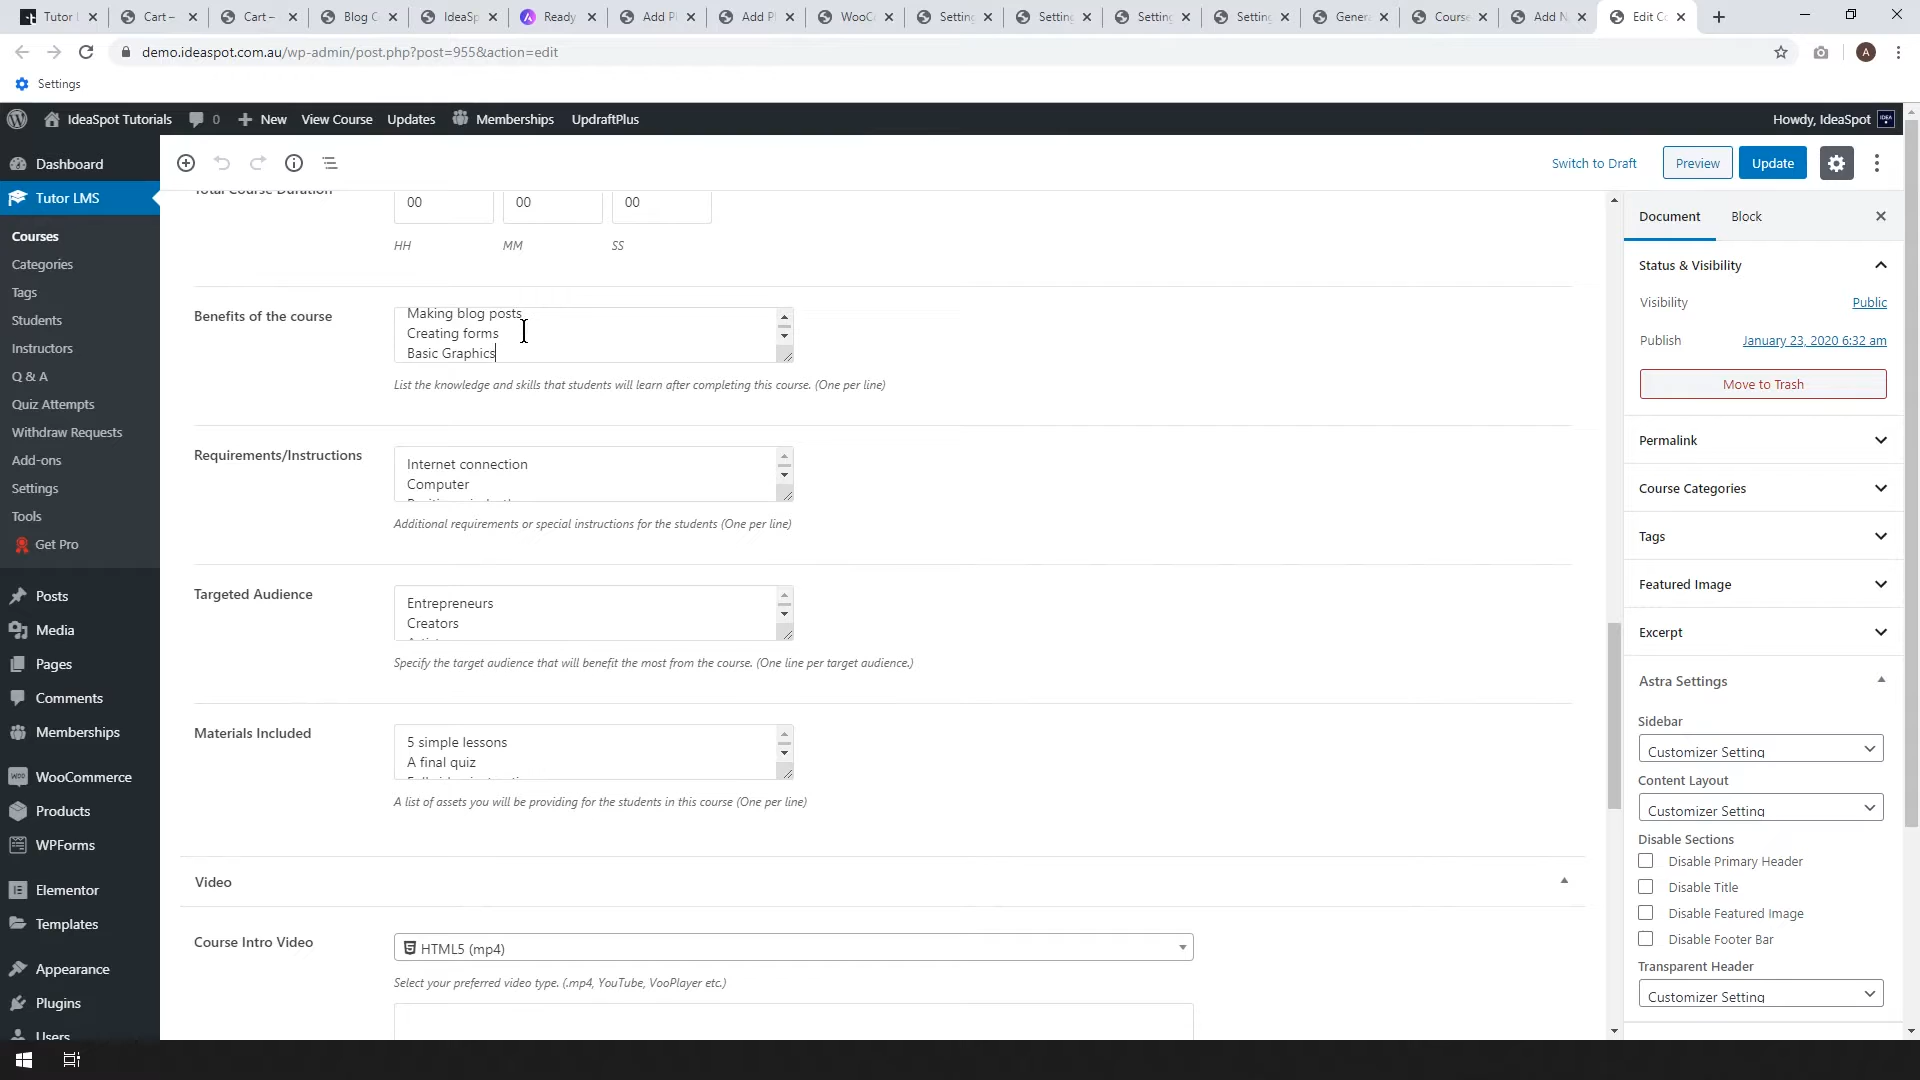 Tutor l
Cart –
Cart –
Blog C
IdeaSp
Ready
Add P
Add P
WooC
Setting
Setting
Setting
Setting
Genera
Course
Add N
Edit Co
demo.ideaspot.com.au/wp-admin/post.php?post=955&action=edit
A
Settings
IdeaSpot Tutorials
0
New
View Course
Updates
Memberships
UpdraftPlus
Howdy, IdeaSpot
Dashboard
Tutor LMS
Courses
Categories
Tags
Students
Instructors
Q & A
Quiz Attempts
Withdraw Requests
Add-ons
Settings
Tools
Get Pro
Posts
Media
Pages
Comments
Memberships
WooCommerce
Products
WPForms
Elementor
Templates
Appearance
Plugins
Users
Switch to Draft
Preview
Update
Total Course Duration
00
00
00
HH
MM
SS
Benefits of the course
Making blog posts
Creating forms
Basic Graphics
List the knowledge and skills that students will learn after completing this course. (One per line)
Requirements/Instructions
Internet connection
Computer
Additional requirements or special instructions for the students (One per line)
Targeted Audience
Entrepreneurs
Creators
Specify the target audience that will benefit the most from the course. (One line per target audience.)
Materials Included
5 simple lessons
A final quiz
A list of assets you will be providing for the students in this course (One per line)
Video
Course Intro Video
HTML5 (mp4)
Select your preferred video type. (.mp4, YouTube, VooPlayer etc.)
Document
Block
Status & Visibility
Visibility
Public
Publish
January 23, 2020 6:32 am
Move to Trash
Permalink
Course Categories
Tags
Featured Image
Excerpt
Astra Settings
Sidebar
Customizer Setting
Content Layout
Customizer Setting
Disable Sections
Disable Primary Header
Disable Title
Disable Featured Image
Disable Footer Bar
Transparent Header
Customizer Setting